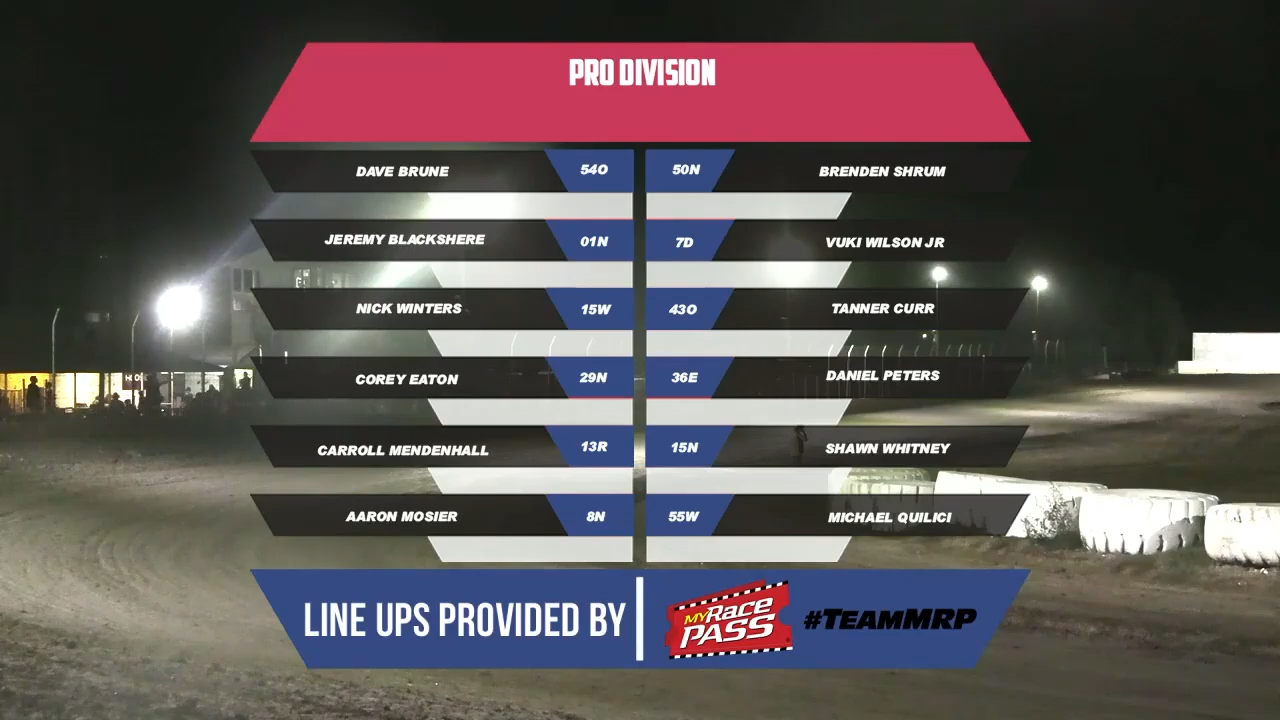 PRO DIVISION
DAVE BRUNE 54O 50N BRENDEN SHRUM
JEREMY BLACKSHERE 01N 7D VUKI WILSON JR
NICK WINTERS 15W 43O TANNER CURR
COREY EATON 29N 36E DANIEL PETERS
CARROLL MENDENHALL 13R 15N SHAWN WHITNEY
AARON MOSIER 8N 55W MICHAEL QUILICI
LINE UPS PROVIDED BY
MYRace
PASS
#TEAMMRP